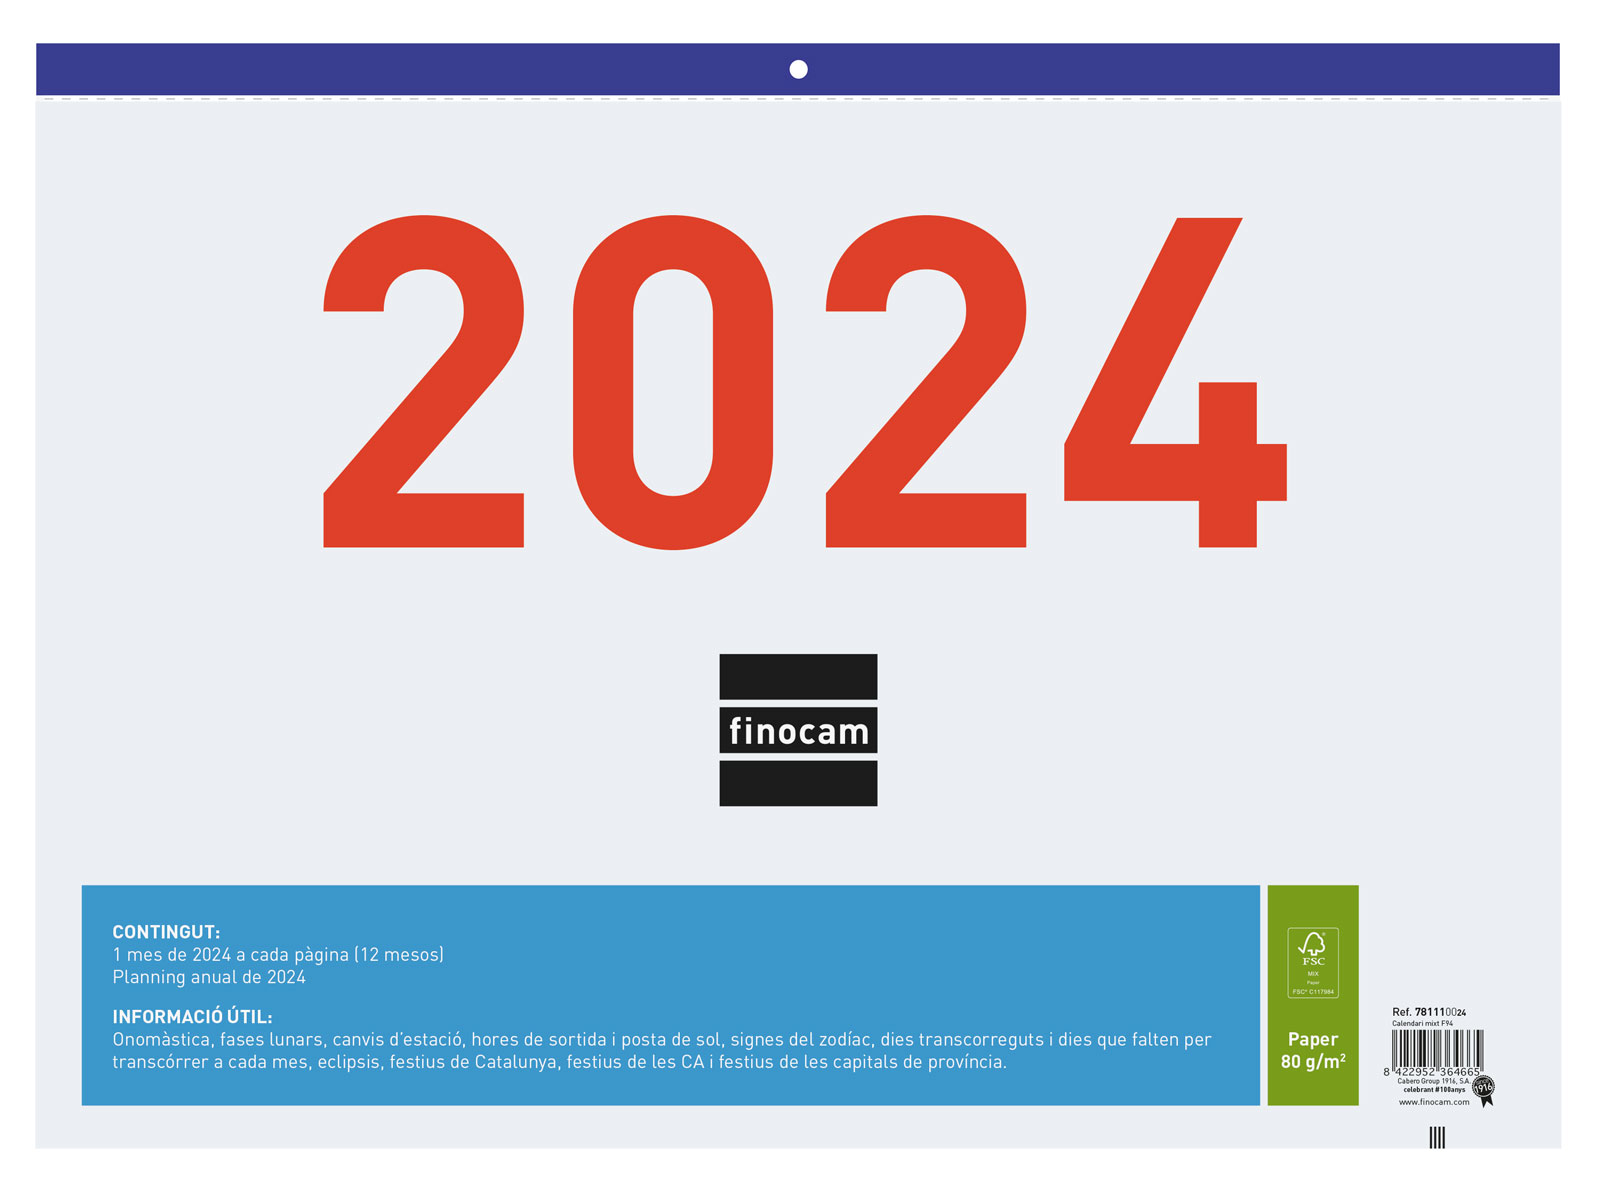 2024
finocam
CONTINGUT:
1 mes de 2024 a cada pàgina (12 mesos)
Planning anual de 2024
INFORMACIÓ ÚTIL:
Onomàstica, fases lunars, canvis d'estació, hores de sortida i posta de sol, signes del zodíac, dies transcorreguts i dies que falten per
transcórrer a cada mes, eclipsis, festius de Catalunya, festius de les CA i festius de les capitals de província.
FSC
MIX
Paper
FSC® C117984
Paper
80 g/m²
Ref. 7811110024
Calendari mixt F94
8 422952 364665
Cabero Group 1916, S.A.
celebrant #100anys
1916
www.finocam.com